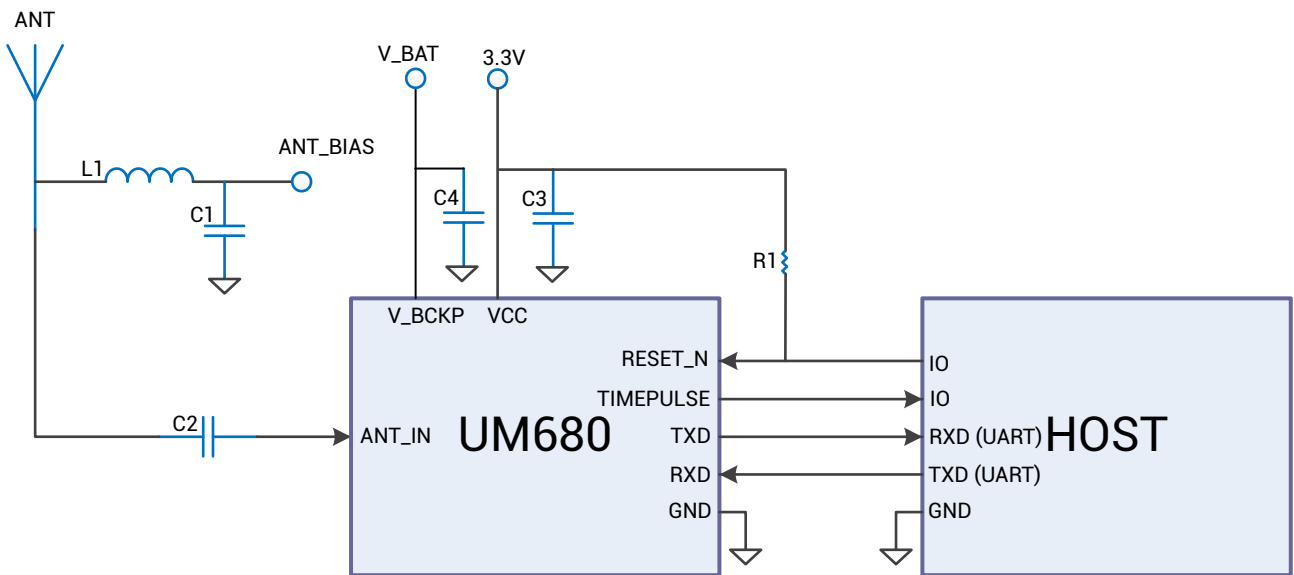 ANT
V_BAT
3.3V
ANT_BIAS
L1
C1
C4
C3
R1
V_BCKP
VCC
RESET_N
IO
TIMEPULSE
IO
C2
ANT_IN
UM680
TXD
RXD (UART)
HOST
RXD
TXD (UART)
GND
GND